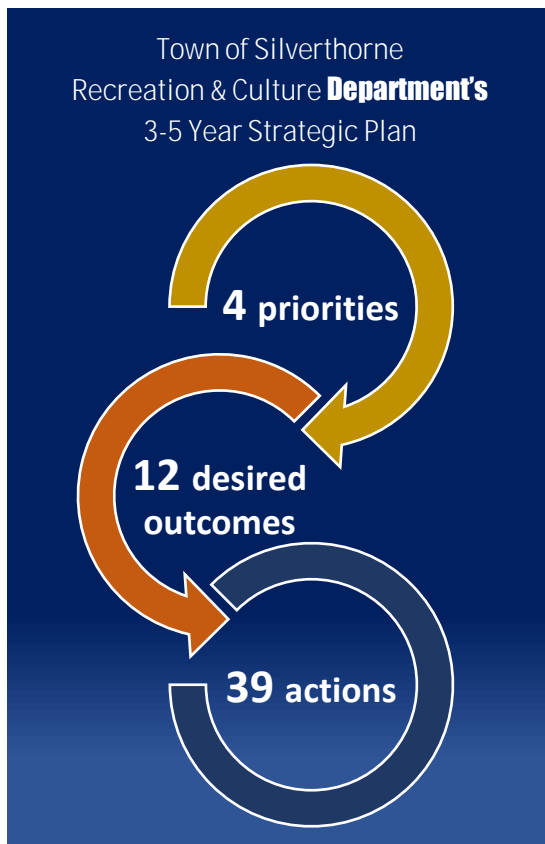 Town of Silverthorne
Recreation & Culture Department's
3-5 Year Strategic Plan
4 priorities
12 desired
outcomes
39 actions